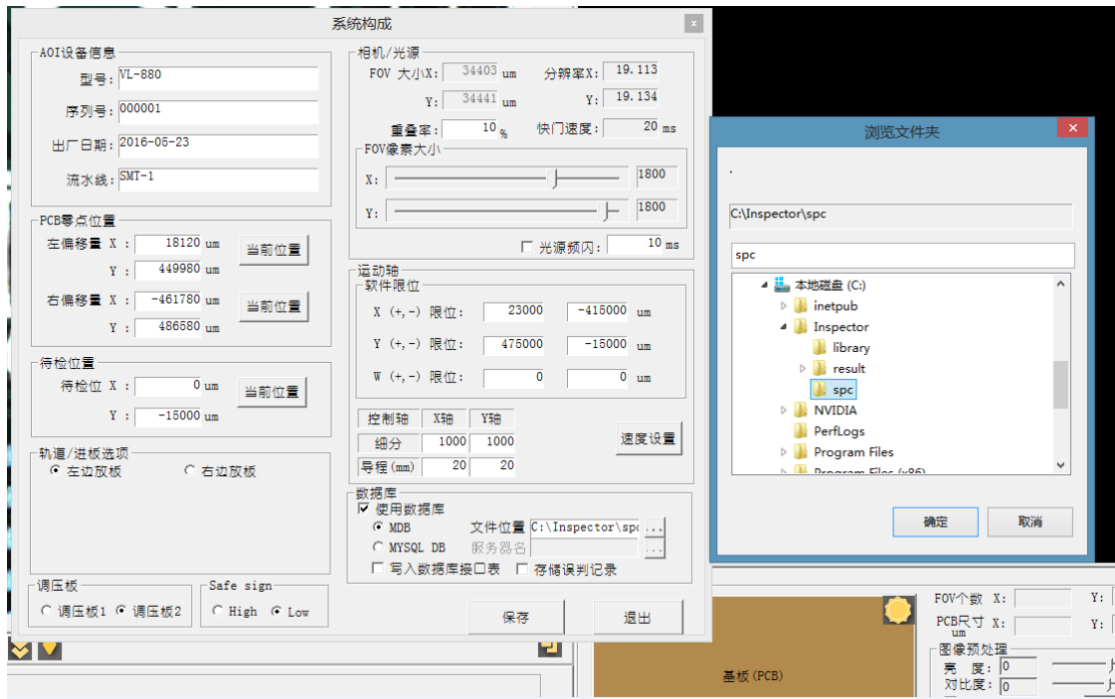 系统构成
x
AOI设备信息
型号: VL-880
序列号: 000001
出厂日期: 2016-05-23
流水线: SMT-1
PCB零点位置
左偏移量 X : 18120 um
当前位置
Y : 449980 um
右偏移量 X : -461780 um
当前位置
Y : 486580 um
待检位置
待检位 X : 0 um
当前位置
Y : -15000 um
轨道/进板选项
左边放板 右边放板
调压板
调压板1 调压板2
Safe sign
High Low
相机/光源
FOV 大小X: 34403 um 分辨率X: 19.113
Y: 34441 um Y: 19.134
重叠率: 10 % 快门速度: 20 ms
FOV像素大小
X: 1800
Y: 1800
光源频闪: 10 ms
运动轴
软件限位
X (+,-) 限位: 23000 -415000 um
Y (+,-) 限位: 475000 -15000 um
W (+,-) 限位: 0 0 um
控制轴 X轴 Y轴
细分 1000 1000
导程(mm) 20 20
速度设置
数据库
使用数据库
MDB 文件位置 C:\Inspector\spc ...
MYSQL DB 服务器名 ...
写入数据库接口表 存储误判记录
保存 退出
浏览文件夹
x
.
C:\Inspector\spc
spc
本地磁盘 (C:)
inetpub
Inspector
library
result
spc
NVIDIA
PerfLogs
Program Files
Program Files (x86)
确定 取消
基板(PCB)
FOV个数 X: Y:
PCB尺寸 X: Y:
um
图像预处理
亮 度: 0
对比度: 0